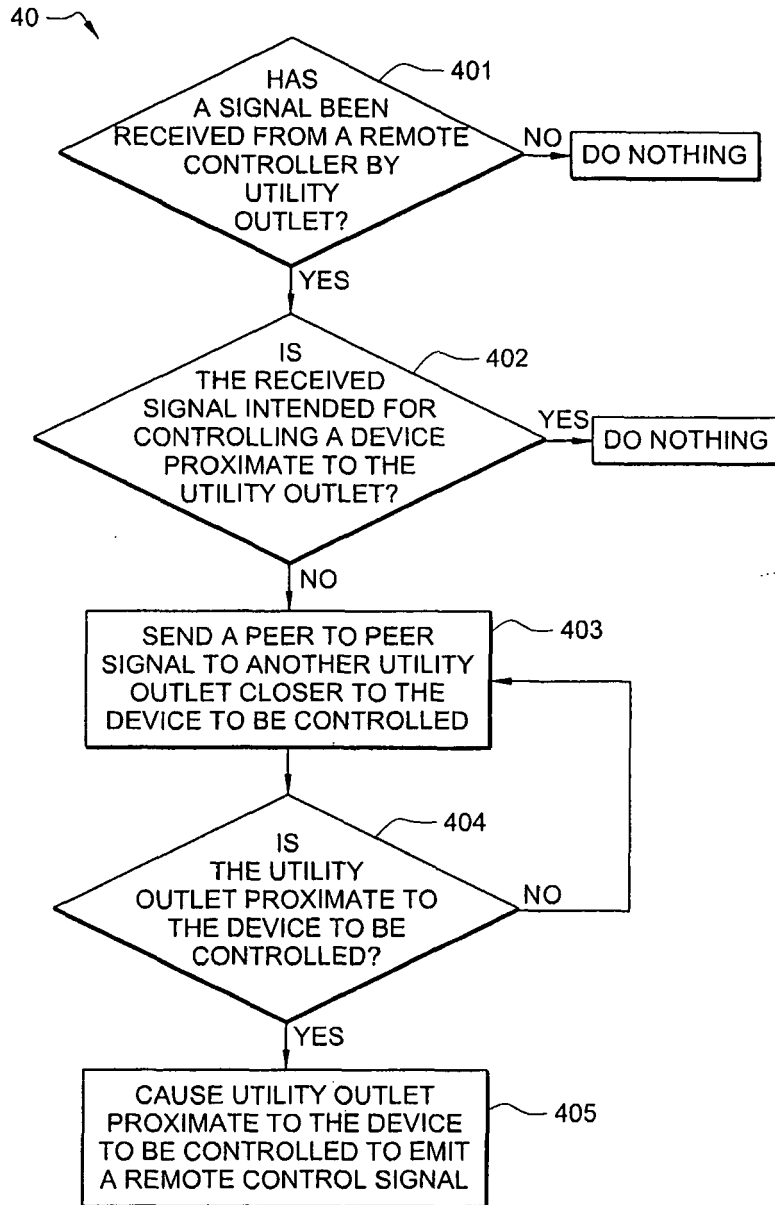 40
HAS
A SIGNAL BEEN
RECEIVED FROM A REMOTE
CONTROLLER BY
UTILITY
OUTLET?
401
NO
DO NOTHING
YES
IS
THE RECEIVED
SIGNAL INTENDED FOR
CONTROLLING A DEVICE
PROXIMATE TO THE
UTILITY OUTLET?
402
YES
DO NOTHING
NO
SEND A PEER TO PEER
SIGNAL TO ANOTHER UTILITY
OUTLET CLOSER TO THE
DEVICE TO BE CONTROLLED
403
IS
THE UTILITY
OUTLET PROXIMATE TO
THE DEVICE TO BE
CONTROLLED?
404
NO
YES
CAUSE UTILITY OUTLET
PROXIMATE TO THE DEVICE
TO BE CONTROLLED TO EMIT
A REMOTE CONTROL SIGNAL
405